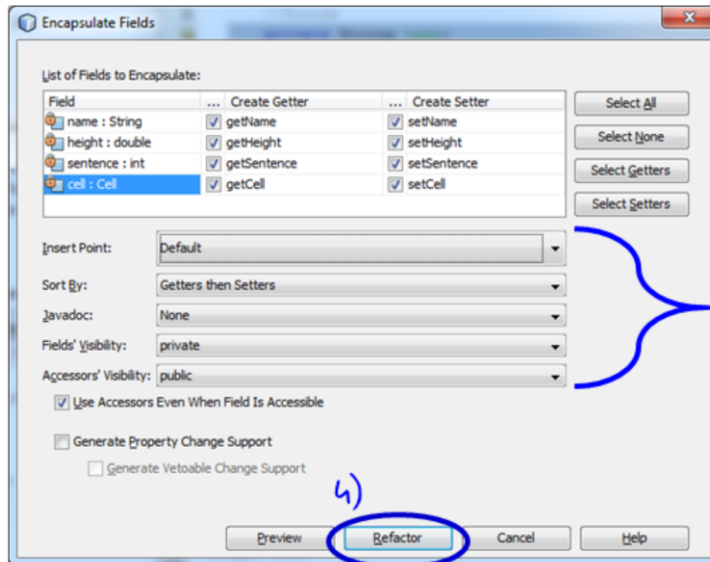 Encapsulate Fields
List of Fields to Encapsulate:
Field ... Create Getter ... Create Setter
name : String getName setName
height : double getHeight setHeight
sentence : int getSentence setSentence
cell : Cell getCell setCell
Select All
Select None
Select Getters
Select Setters
Insert Point: Default
Sort By: Getters then Setters
Javadoc: None
Fields' Visibility: private
Accessors' Visibility: public
Use Accessors Even When Field Is Accessible
Generate Property Change Support
Generate Vetoable Change Support
4)
Preview Refactor Cancel Help